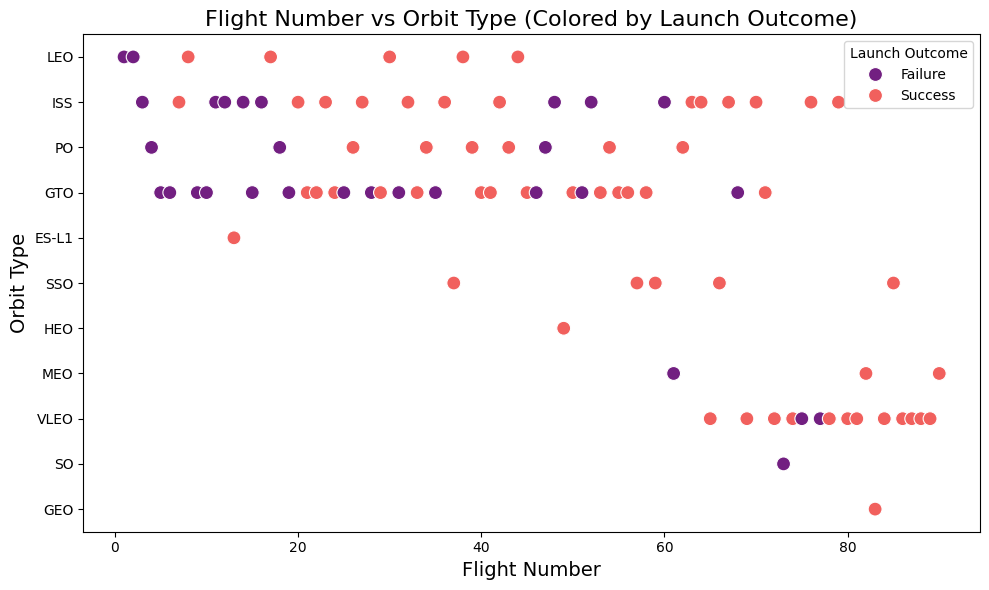 Flight Number vs Orbit Type (Colored by Launch Outcome)
Launch Outcome
Failure
Success
Orbit Type
LEO
ISS
PO
GTO
ES-L1
SSO
HEO
MEO
VLEO
SO
GEO
0 20 40 60 80
Flight Number